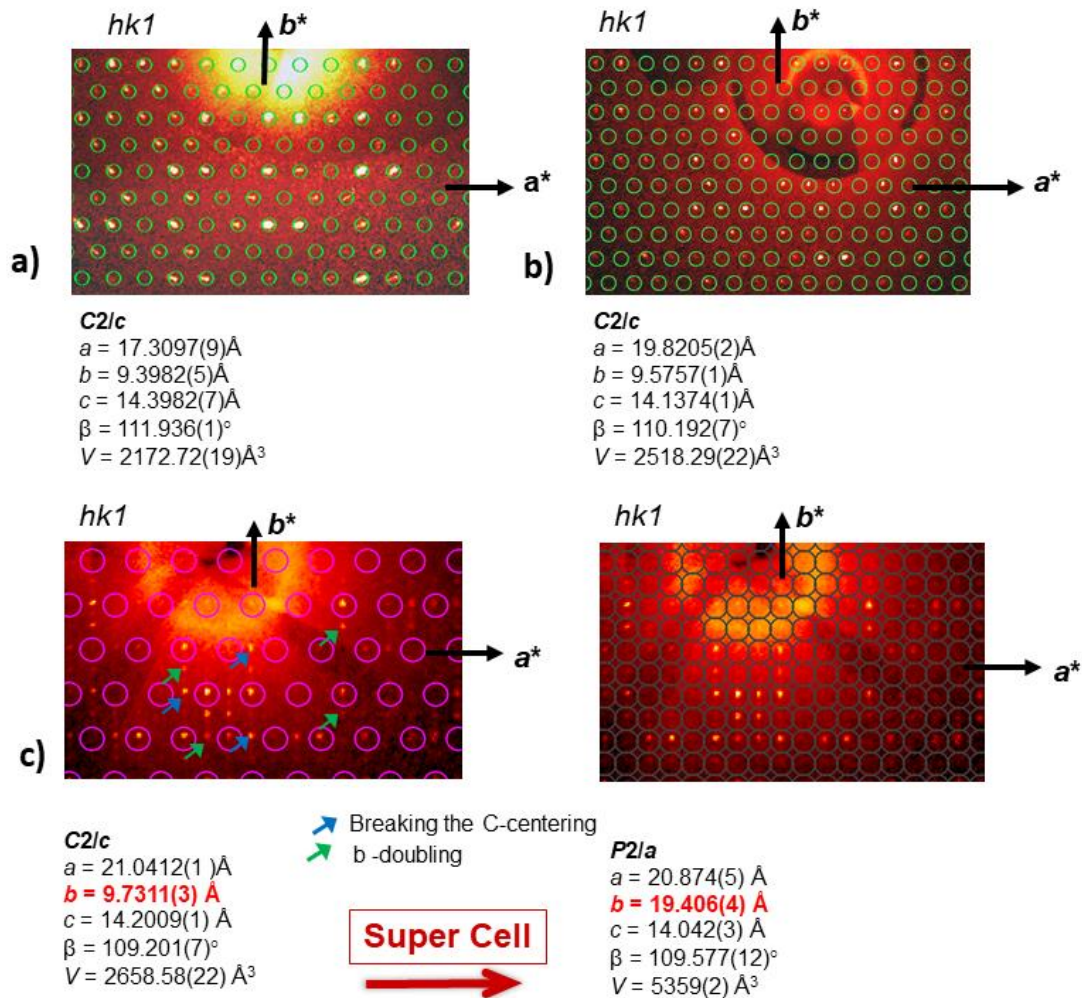 hk1
b*
a*
a)
C2/c
a = 17.3097(9)Å
b = 9.3982(5)Å
c = 14.3982(7)Å
β = 111.936(1)°
V = 2172.72(19)Å³
hk1
b*
a*
b)
C2/c
a = 19.8205(2)Å
b = 9.5757(1)Å
c = 14.1374(1)Å
β = 110.192(7)°
V = 2518.29(22)Å³
hk1
b*
a*
c)
hk1
b*
a*
C2/c
a = 21.0412(1 )Å
b = 9.7311(3) Å
c = 14.2009(1) Å
β = 109.201(7)°
V = 2658.58(22) Å³
Breaking the C-centering
b -doubling
Super Cell
P2/a
a = 20.874(5) Å
b = 19.406(4) Å
c = 14.042(3) Å
β = 109.577(12)°
V = 5359(2) Å³